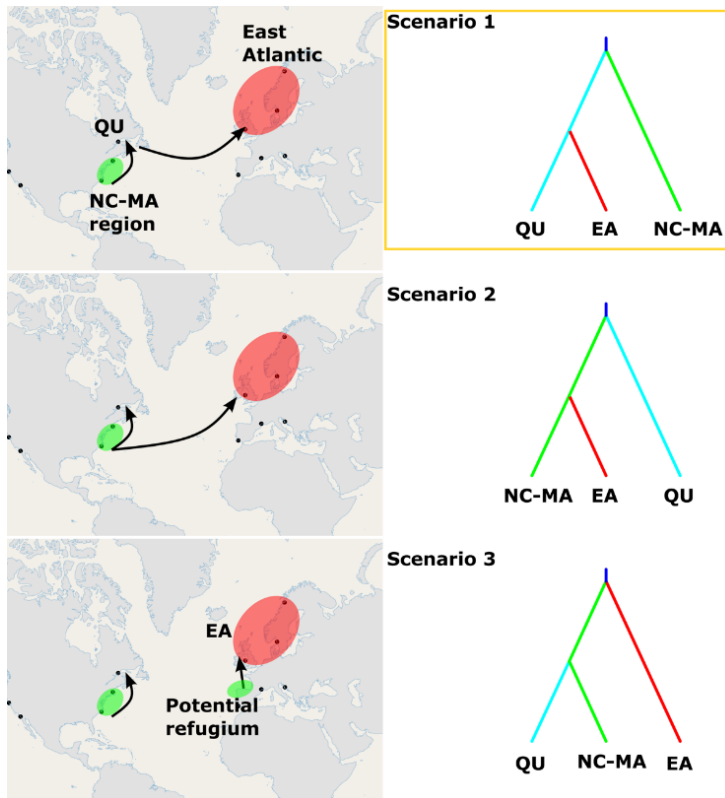 Scenario 1
East
Atlantic
QU
NC-MA
region
QU EA NC-MA
Scenario 2
NC-MA EA QU
Scenario 3
EA
Potential
refugium
QU NC-MA EA